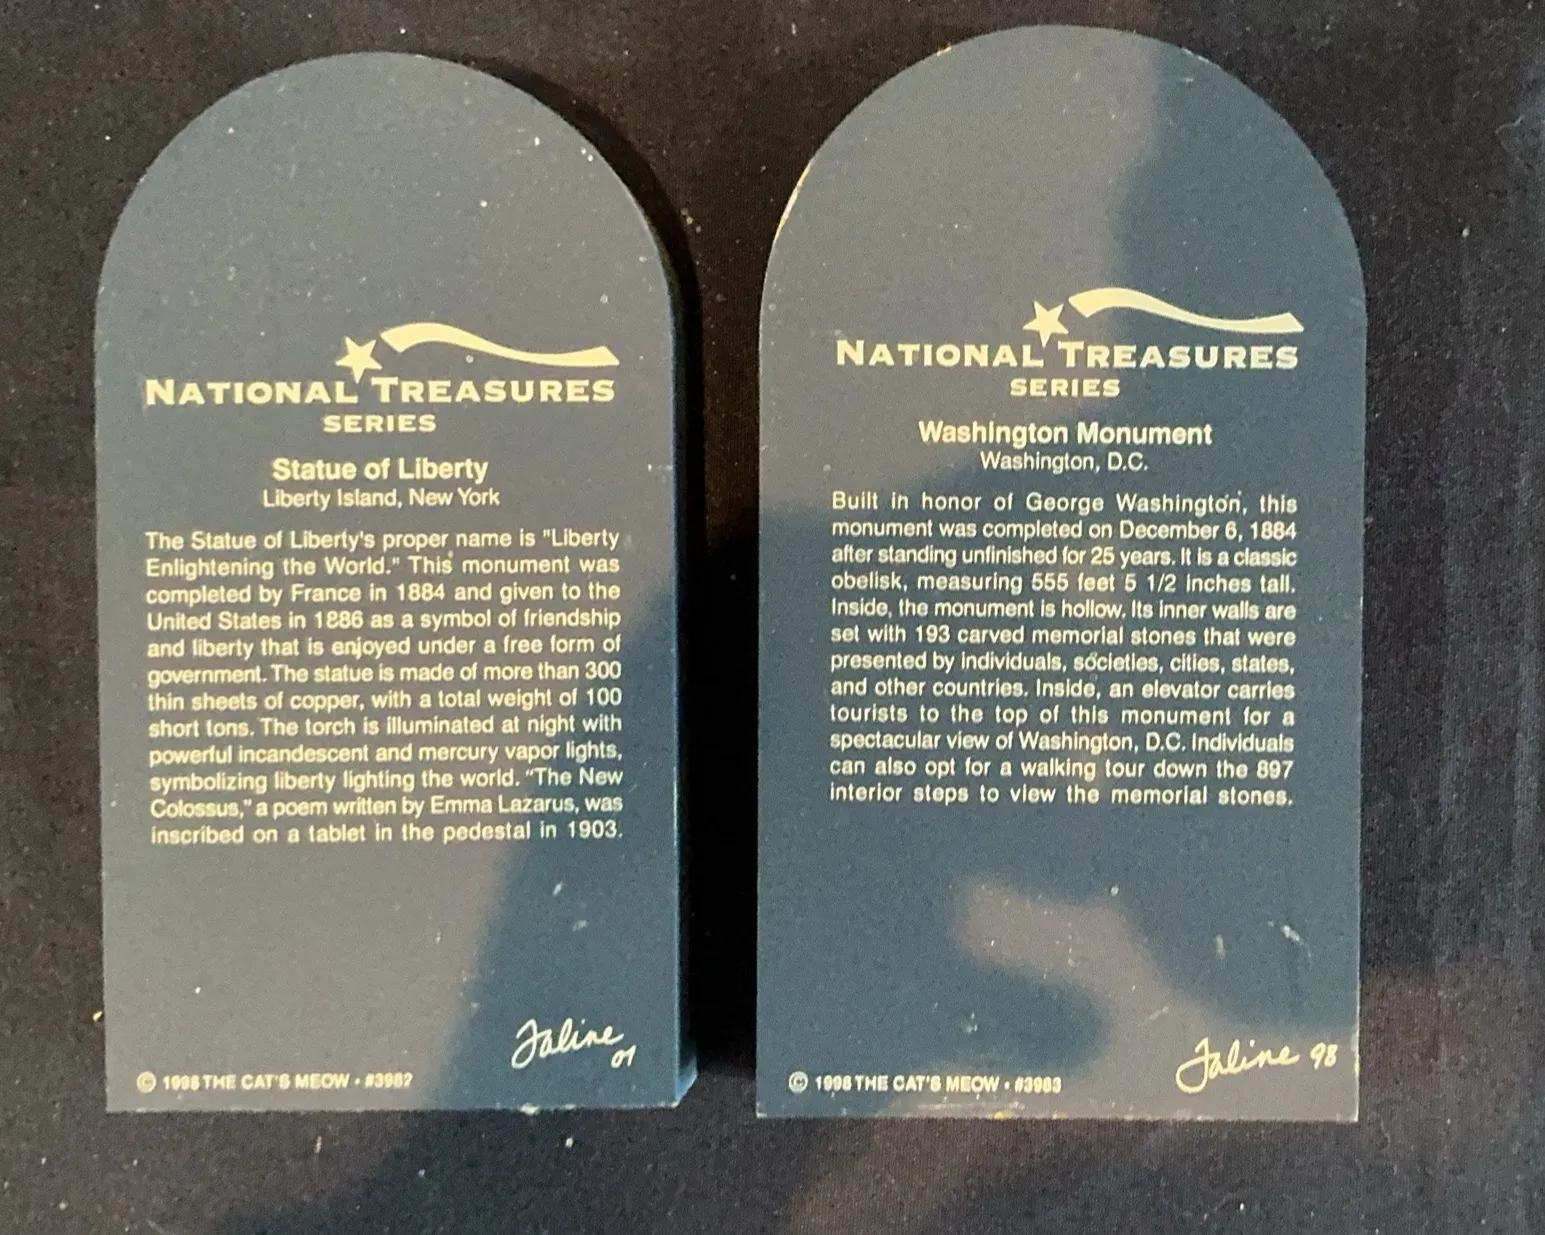 NATIONAL TREASURES
SERIES
Statue of Liberty
Liberty Island, New York
The Statue of Liberty's proper name is "Liberty
Enlightening the World." This monument was
completed by France in 1884 and given to the
United States in 1886 as a symbol of friendship
and liberty that is enjoyed under a free form of
government. The statue is made of more than 300
thin sheets of copper, with a total weight of 100
short tons. The torch is illuminated at night with
powerful incandescent and mercury vapor lights,
symbolizing liberty lighting the world. "The New
Colossus," a poem written by Emma Lazarus, was
inscribed on a tablet in the pedestal in 1903.
Jaline
01
© 1998 THE CAT'S MEOW • #3982
NATIONAL TREASURES
SERIES
Washington Monument
Washington, D.C.
Built in honor of George Washington, this
monument was completed on December 6, 1884
after standing unfinished for 25 years. It is a classic
obelisk, measuring 555 feet 5 1/2 inches tall.
Inside, the monument is hollow. Its inner walls are
set with 193 carved memorial stones that were
presented by individuals, societies, cities, states,
and other countries. Inside, an elevator carries
tourists to the top of this monument for a
spectacular view of Washington, D.C. Individuals
can also opt for a walking tour down the 897
interior steps to view the memorial stones.
Jaline 98
© 1998 THE CAT'S MEOW • #3983